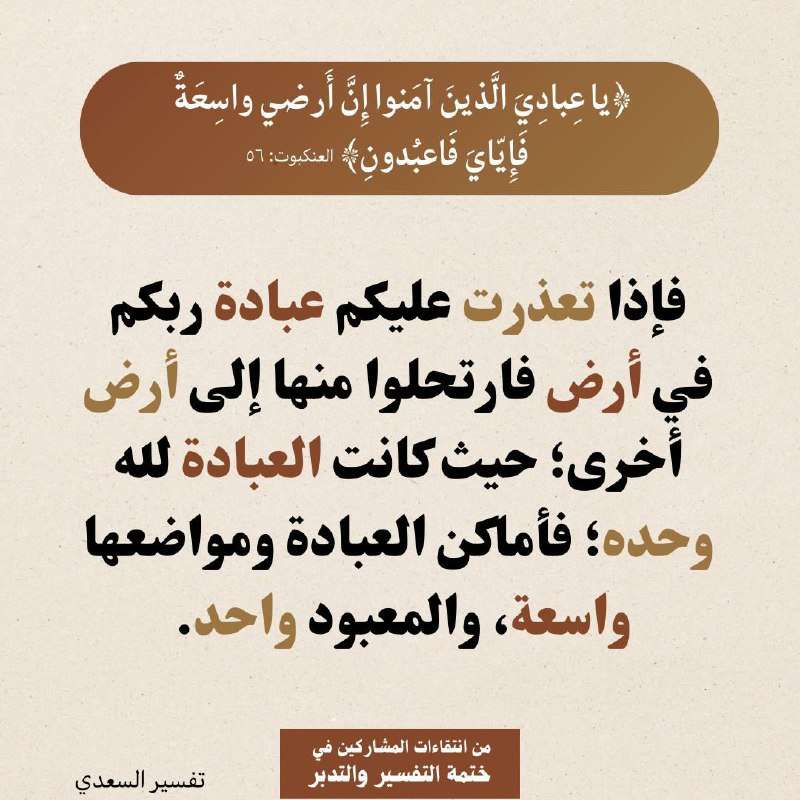 ﴿يا عِبادِيَ الَّذينَ آمَنوا إِنَّ أَرضي واسِعَةٌ
فَإِيّايَ فَاعبُدونِ﴾ العنكبوت: ٥٦
فإذا تعذرت عليكم عبادة ربكم
في أرض فارتحلوا منها إلى أرض
أخرى؛ حيث كانت العبادة لله
وحده؛ فأماكن العبادة ومواضعها
واسعة، والمعبود واحد.
من انتقاءات المشاركين في
ختمة التفسير والتدبر
تفسير السعدي